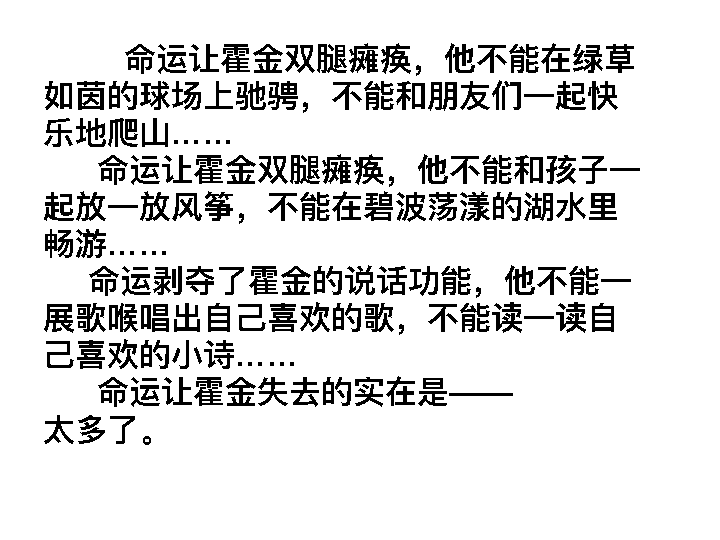 命运让霍金双腿瘫痪，他不能在绿草
如茵的球场上驰骋，不能和朋友们一起快
乐地爬山……
命运让霍金双腿瘫痪，他不能和孩子一
起放一放风筝，不能在碧波荡漾的湖水里
畅游……
命运剥夺了霍金的说话功能，他不能一
展歌喉唱出自己喜欢的歌，不能读一读自
己喜欢的小诗……
命运让霍金失去的实在是——
太多了。